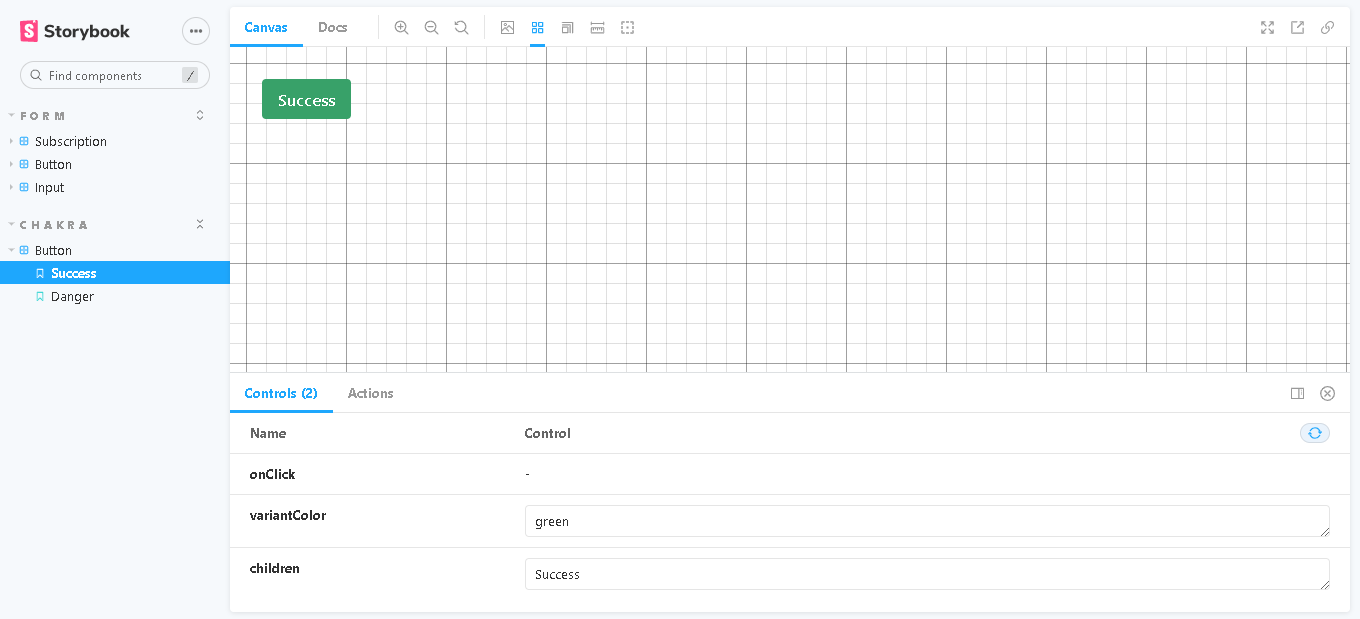 Storybook
Find components /
FORM
Subscription
Button
Input
CHAKRA
Button
Success
Danger
Canvas Docs
Success
Controls (2) Actions
Name Control
onClick -
variantColor green
children Success